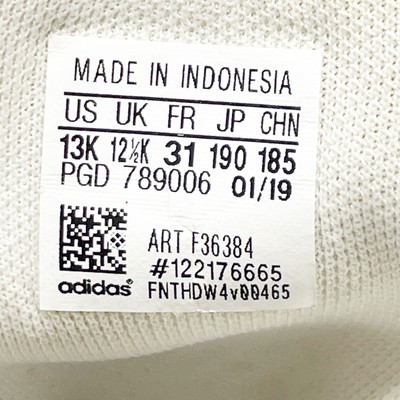 MADE IN INDONESIA
US UK FR JP CHN
13K 12½K 31 190 185
PGD 789006 01/19
ART F36384
#122176665
adidas® FNTHDW4v00465